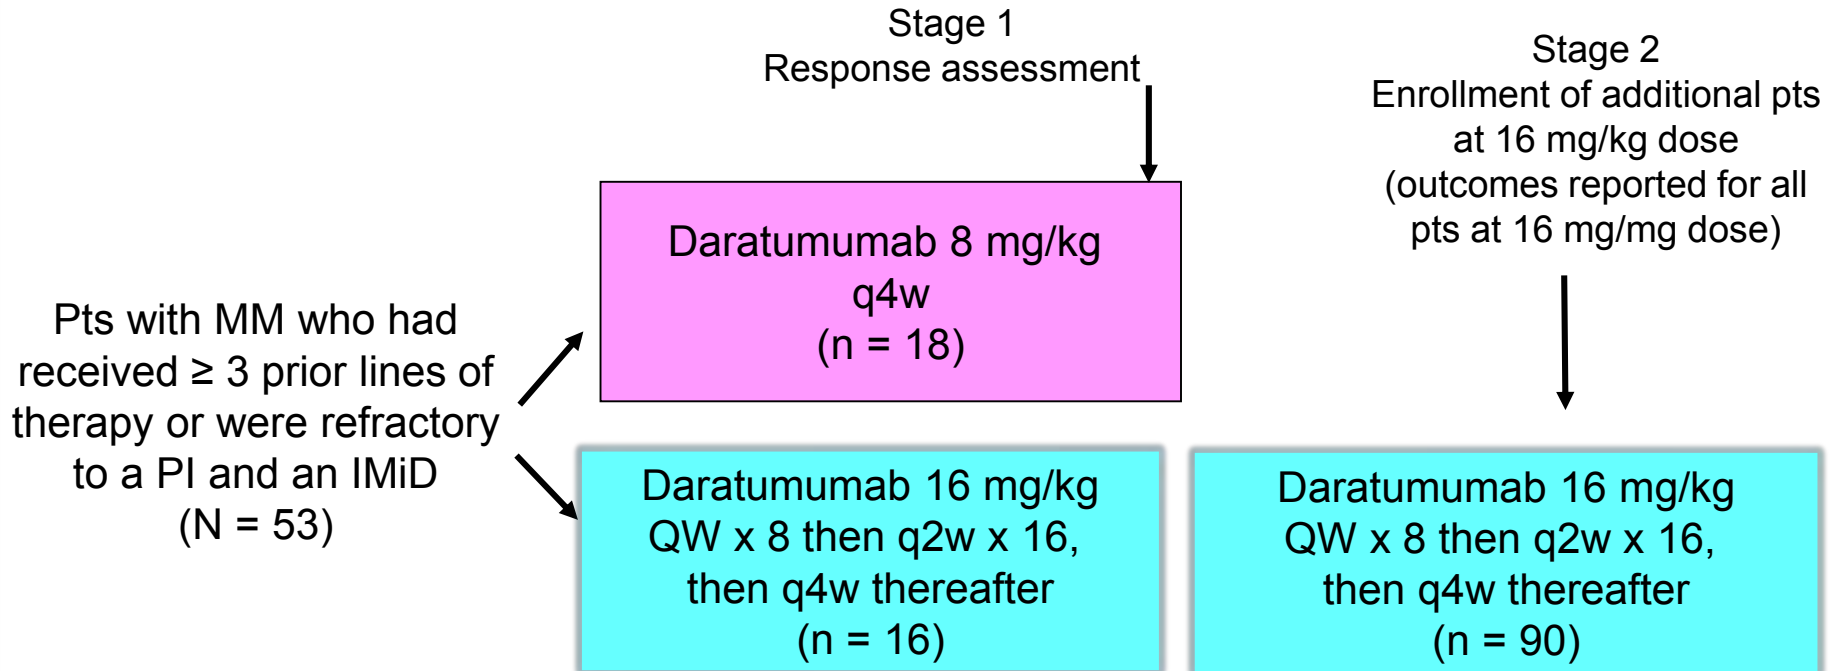 Stage 1
Response assessment
Stage 2
Enrollment of additional pts
at 16 mg/kg dose
(outcomes reported for all
pts at 16 mg/mg dose)
Pts with MM who had
received ≥ 3 prior lines of
therapy or were refractory
to a PI and an IMiD
(N = 53)
Daratumumab 8 mg/kg
q4w
(n = 18)
Daratumumab 16 mg/kg
QW x 8 then q2w x 16,
then q4w thereafter
(n = 16)
Daratumumab 16 mg/kg
QW x 8 then q2w x 16,
then q4w thereafter
(n = 90)